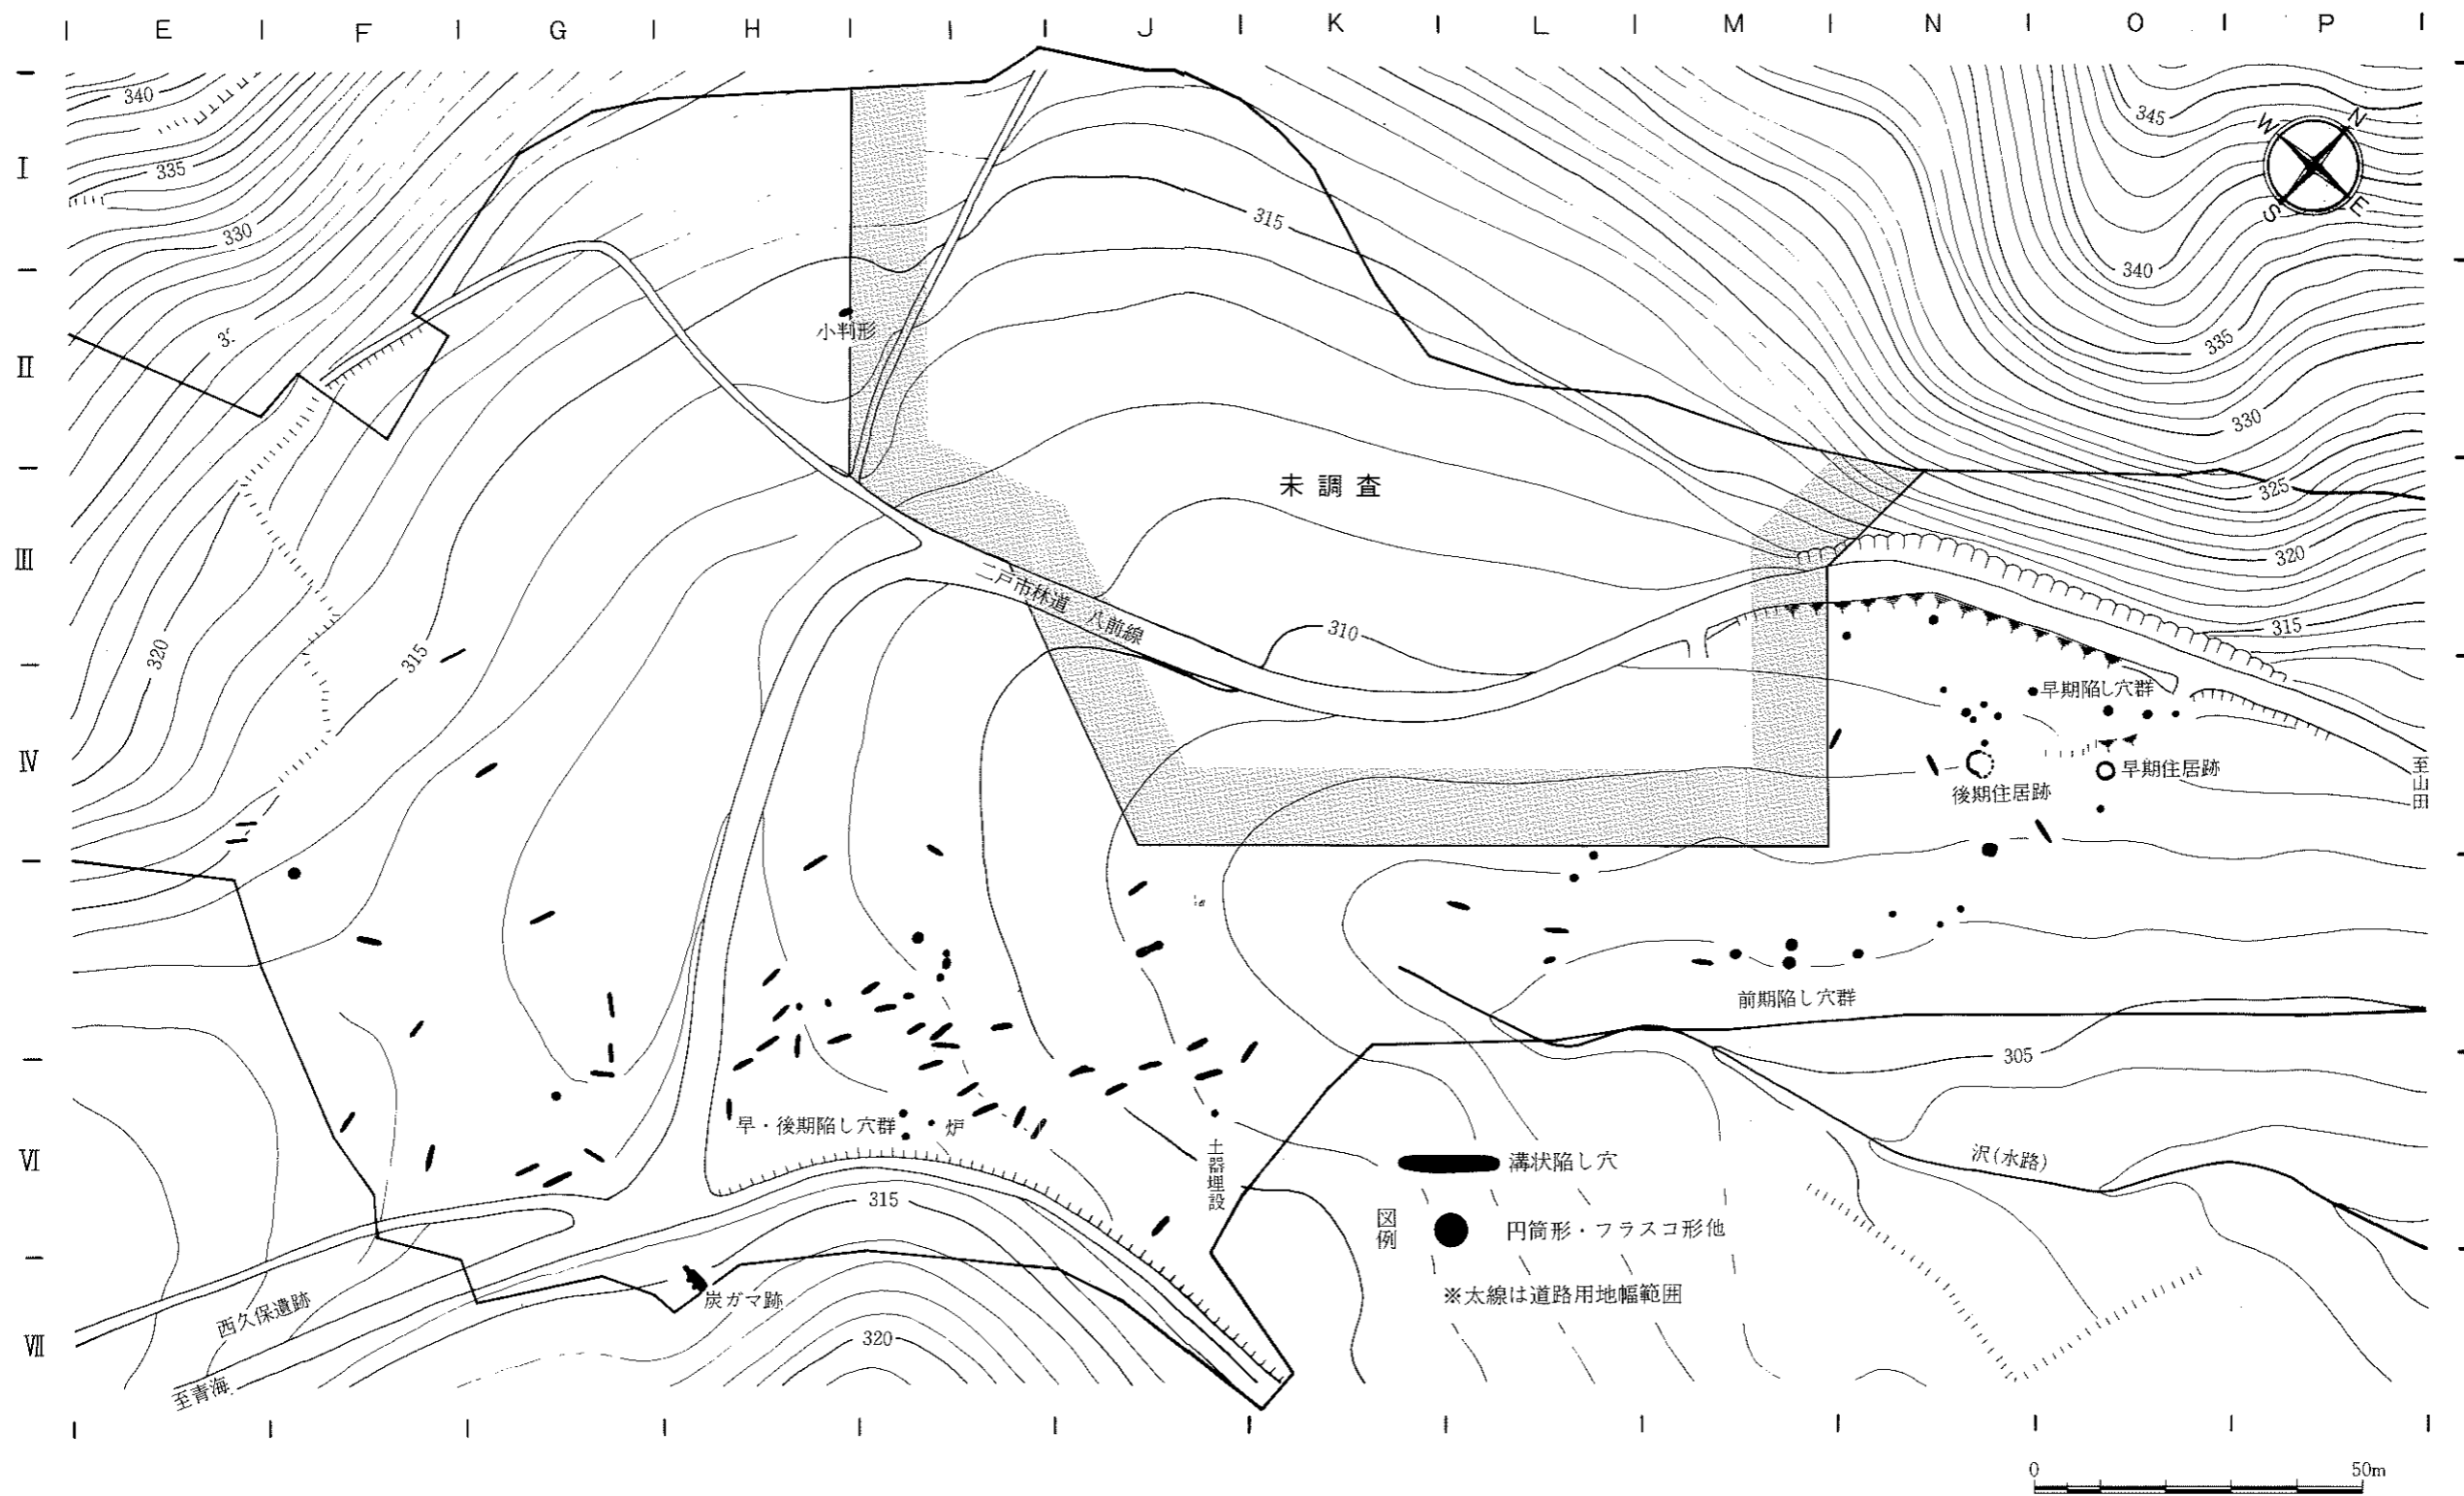 E F G H I J K L M N O P
I
II
III
IV
VI
VII
340
335
330
320
315
小判形
315
未調査
二戸市林道 八前線
310
345
N
W
E
S
340
335
330
325
320
315
早期陥し穴群
早期住居跡
後期住居跡
至山田
前期陥し穴群
305
早・後期陥し穴群
炉
土器埋設
沢(水路)
315
320
炭ガマ跡
西久保遺跡
至青海
図例
溝状陥し穴
円筒形・フラスコ形他
※太線は道路用地幅範囲
0 50m